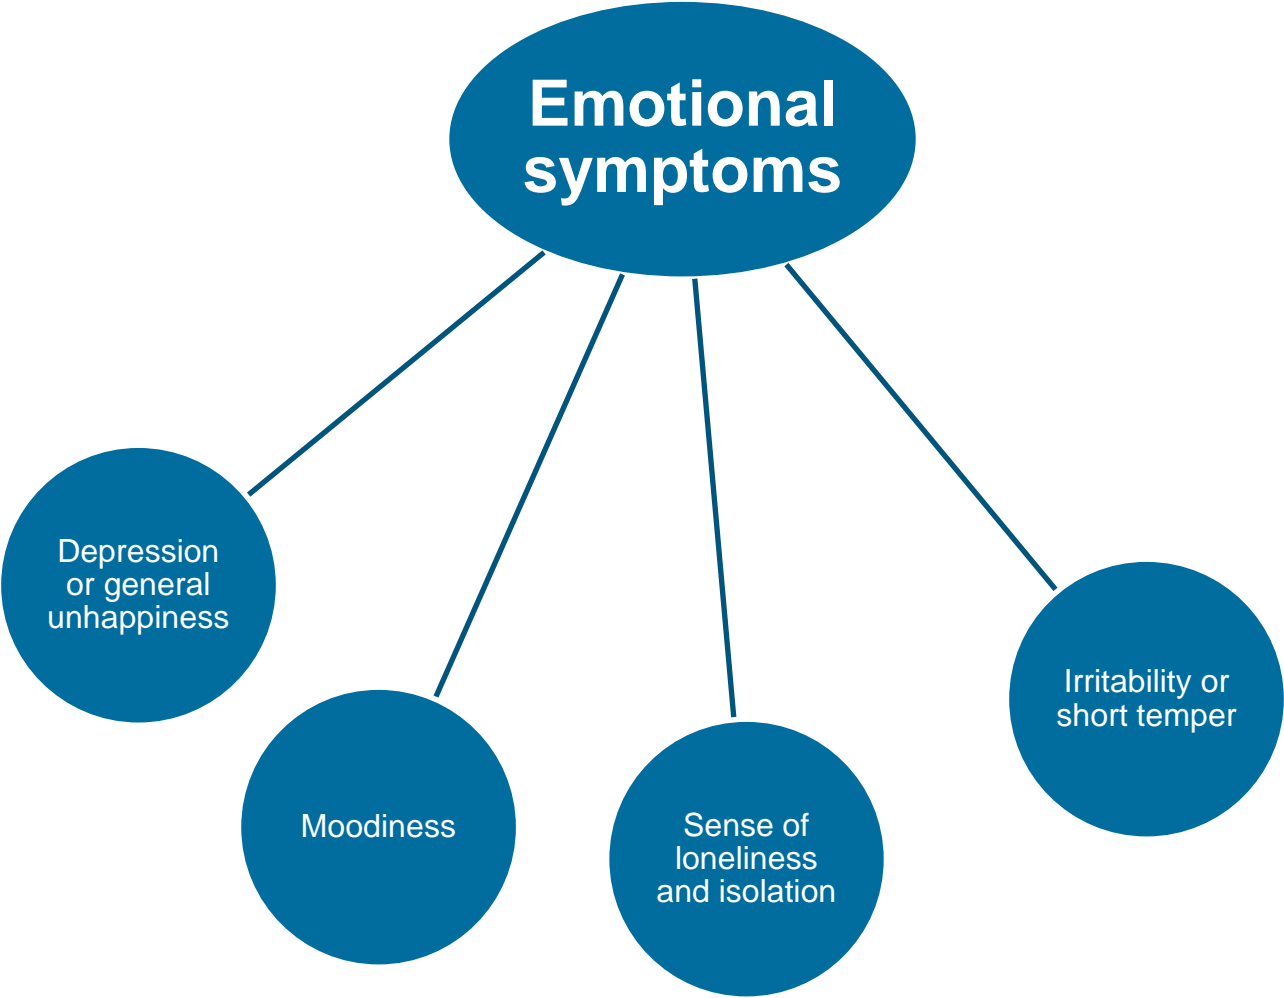 Emotional
symptoms
Depression
or general
unhappiness
Moodiness
Sense of
loneliness
and isolation
Irritability or
short temper